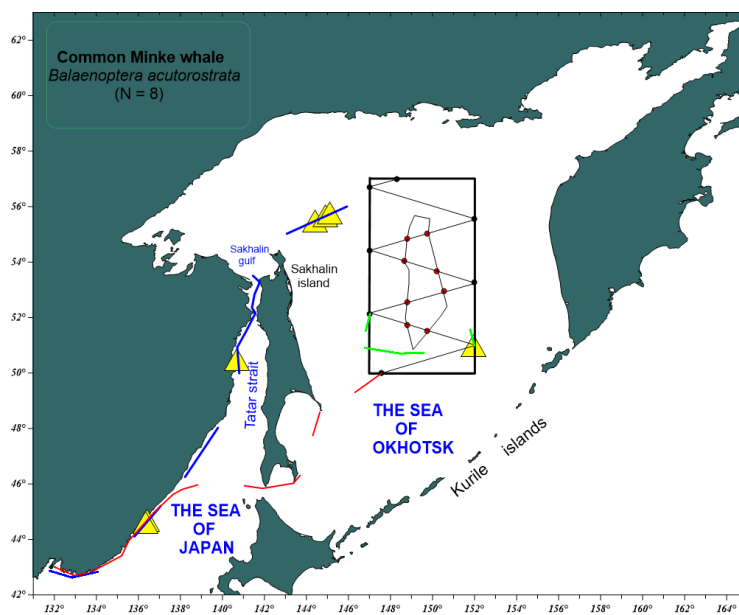 62°
Common Minke whale
Balaenoptera acutorostrata
(N = 8)
60°
58°
56°
Sakhalin
gulf
Sakhalin
island
54°
52°
50°
Tatar strait
THE SEA
OF
OKHOTSK
48°
Kurile islands
46°
THE SEA
OF
JAPAN
44°
42°
132° 134° 136° 138° 140° 142° 144° 146° 148° 150° 152° 154° 156° 158° 160° 162°